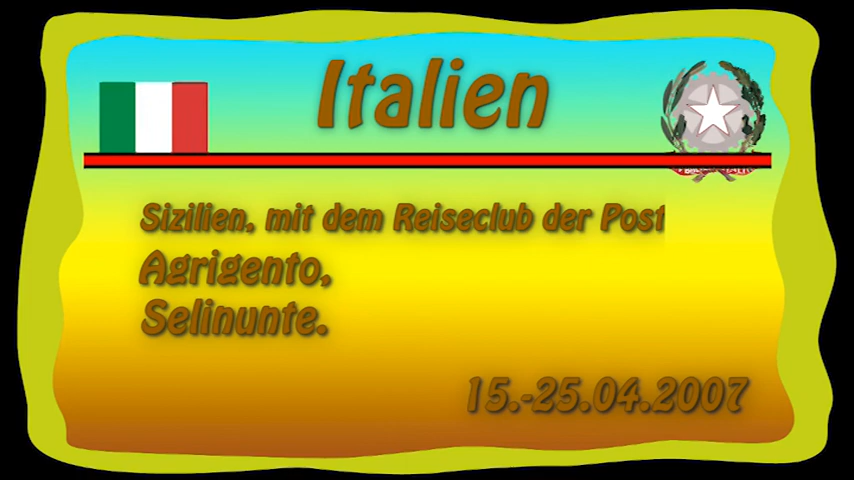 Italien
Sizilien, mit dem Reiseclub der Post
Agrigento,
Selinunte.
15.-25.04.2007